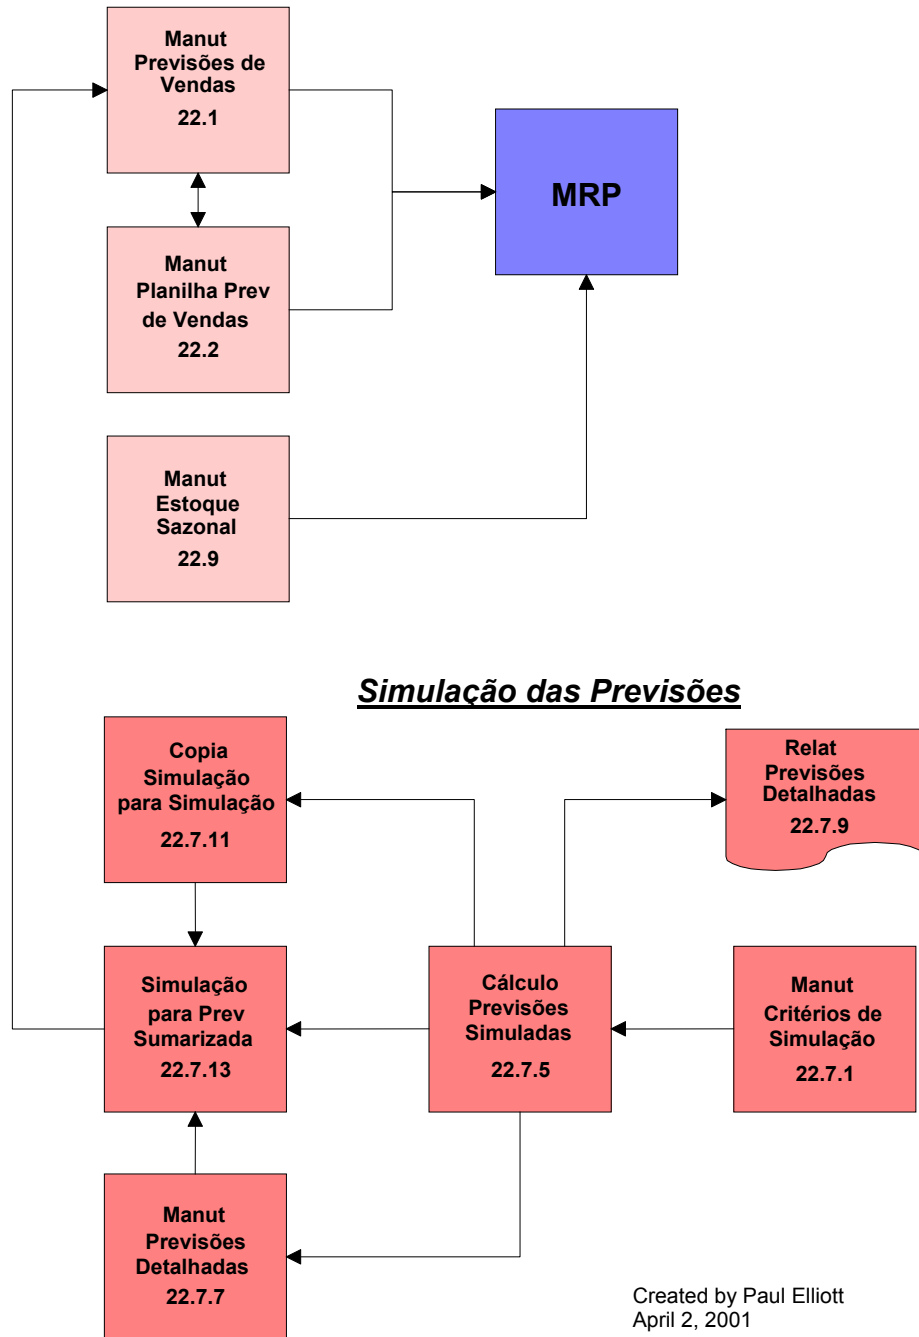 Manut
Previsões de
Vendas
22.1
MRP
Manut
Planilha Prev
de Vendas
22.2
Manut
Estoque
Sazonal
22.9
Simulação das Previsões
Copia
Simulação
para Simulação
22.7.11
Relat
Previsões
Detalhadas
22.7.9
Simulação
para Prev
Sumarizada
22.7.13
Cálculo
Previsões
Simuladas
22.7.5
Manut
Critérios de
Simulação
22.7.1
Manut
Previsões
Detalhadas
22.7.7
Created by Paul Elliott
April 2, 2001